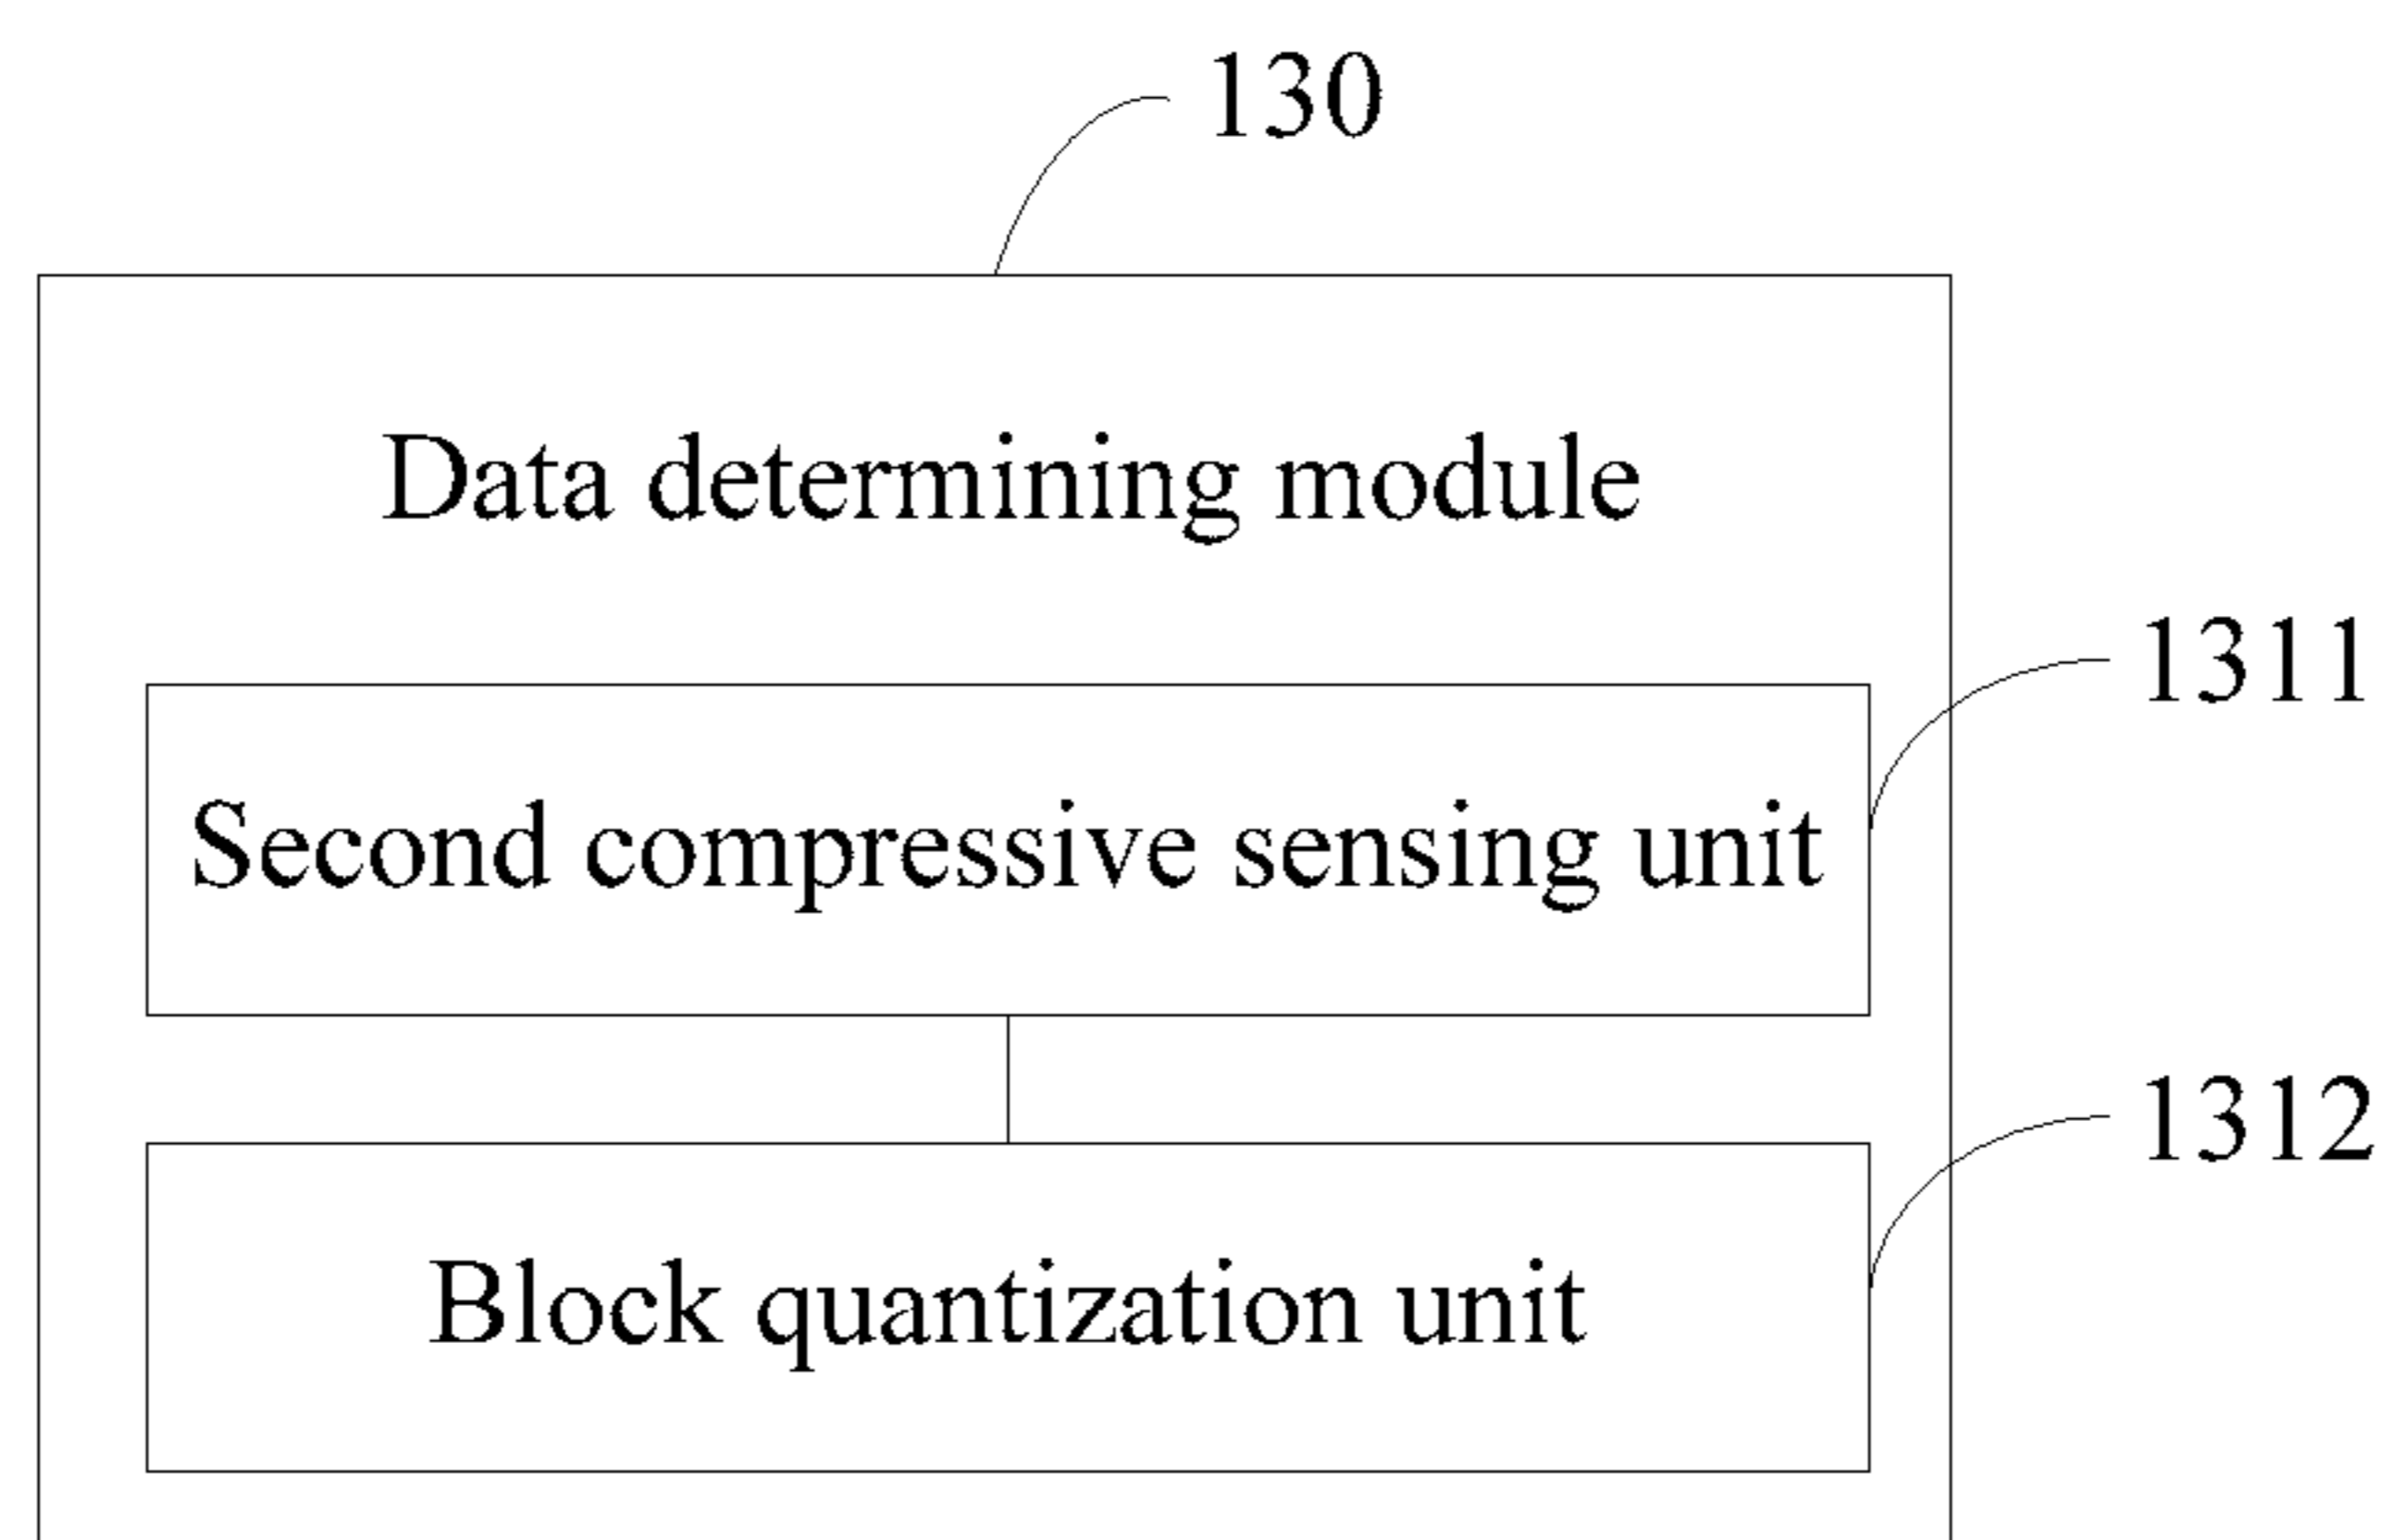 130
Data determining module
1311
Second compressive sensing unit
1312
Block quantization unit